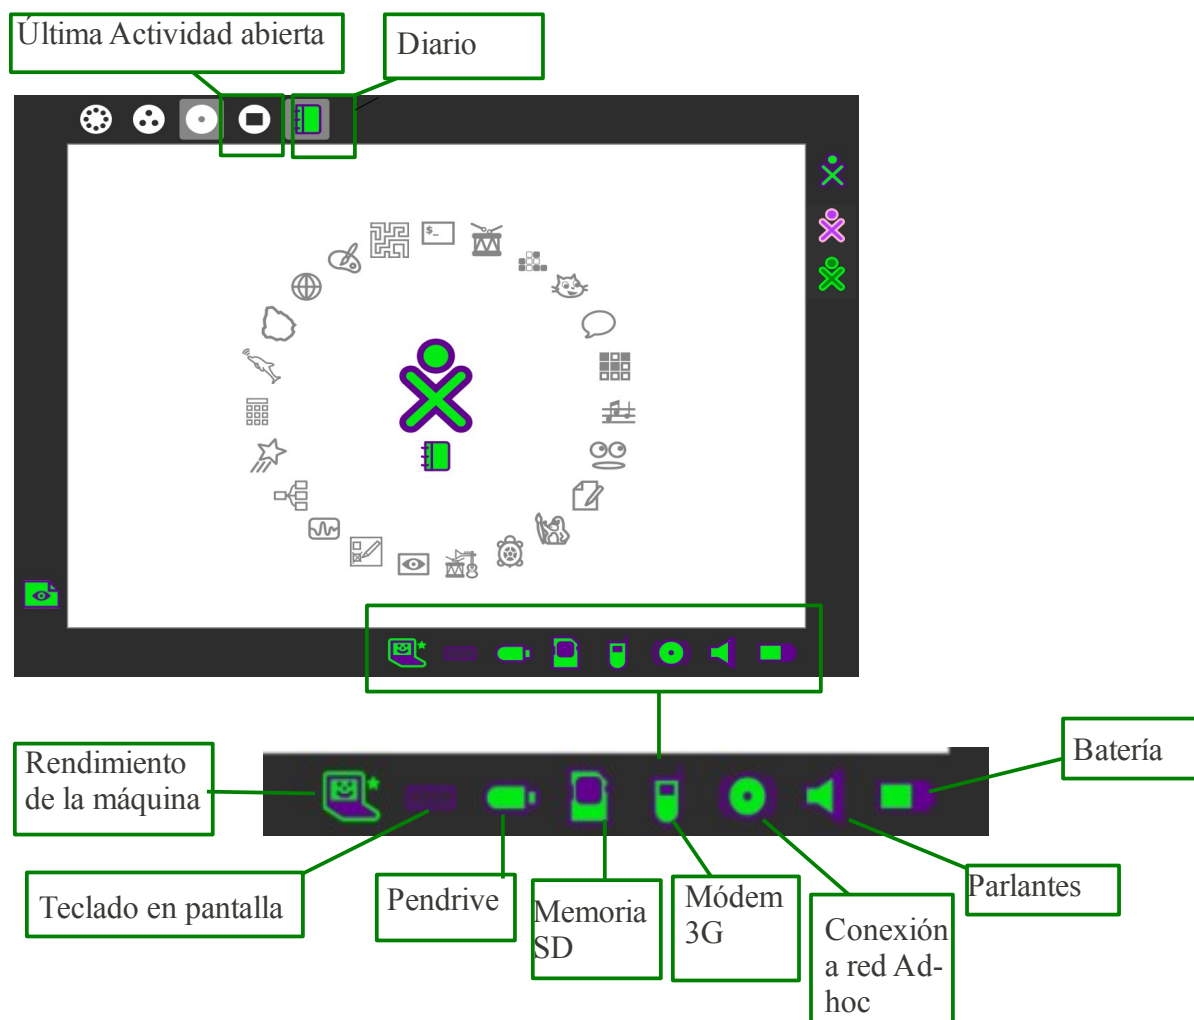 Última Actividad abierta
Diario
$_
Rendimiento
de la máquina
Batería
Teclado en pantalla
Pendrive
Memoria
SD
Módem
3G
Conexión
a red Ad-
hoc
Parlantes